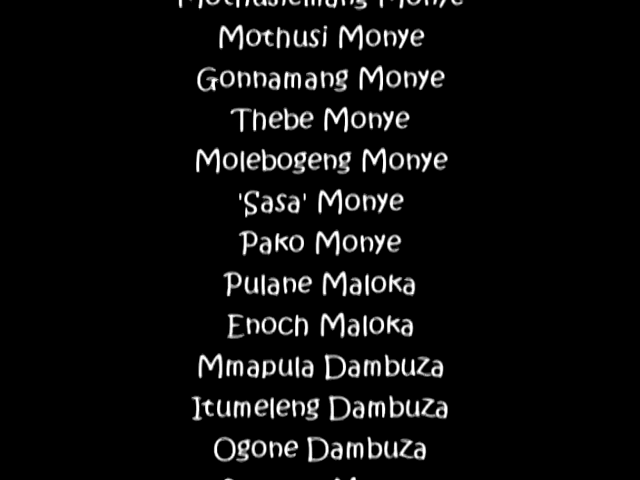 Monye
Mothusi Monye
Gonnamang Monye
Thebe Monye
Molebogeng Monye
'Sasa' Monye
Pako Monye
Pulane Maloka
Enoch Maloka
Mmapula Dambuza
Itumeleng Dambuza
Ogone Dambuza